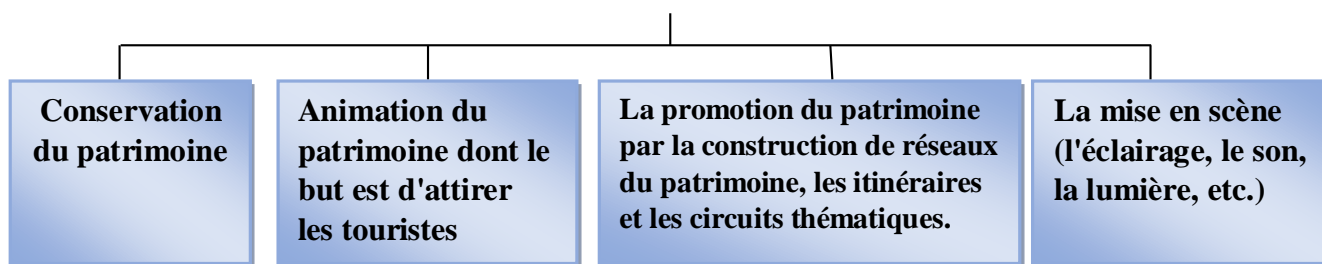 Conservation
du patrimoine
Animation du
patrimoine dont le
but est d'attirer
les touristes
La promotion du patrimoine
par la construction de réseaux
du patrimoine, les itinéraires
et les circuits thématiques.
La mise en scène
(l'éclairage, le son,
la lumière, etc.)